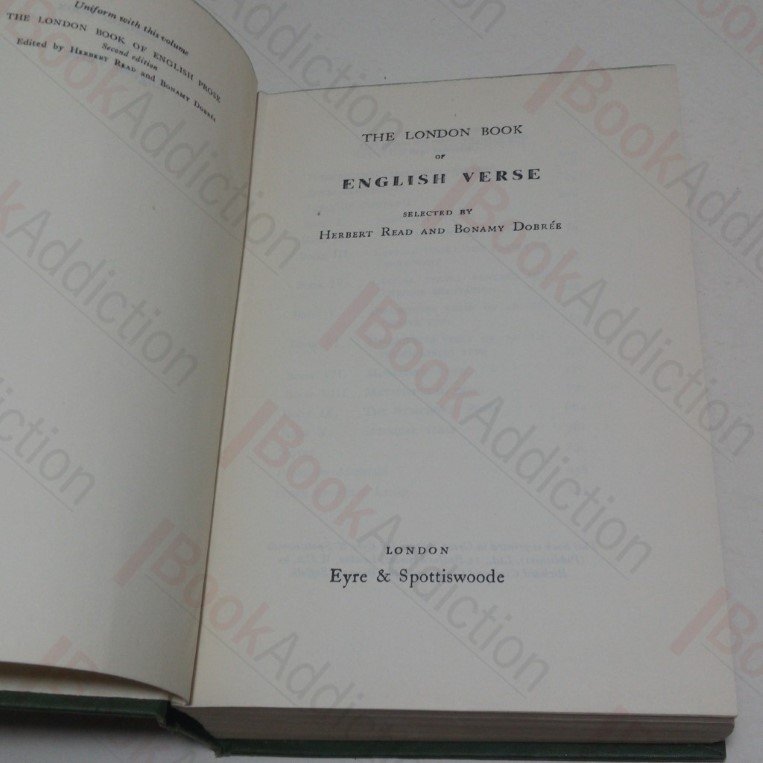 Uniform with this volume
THE LONDON BOOK OF ENGLISH PROSE
Second edition
Edited by HERBERT READ AND BONAMY DOBRÉE
THE LONDON BOOK
OF
ENGLISH VERSE
SELECTED BY
HERBERT READ AND BONAMY DOBRÉE
LONDON
Eyre & Spottiswoode
BookAddiction